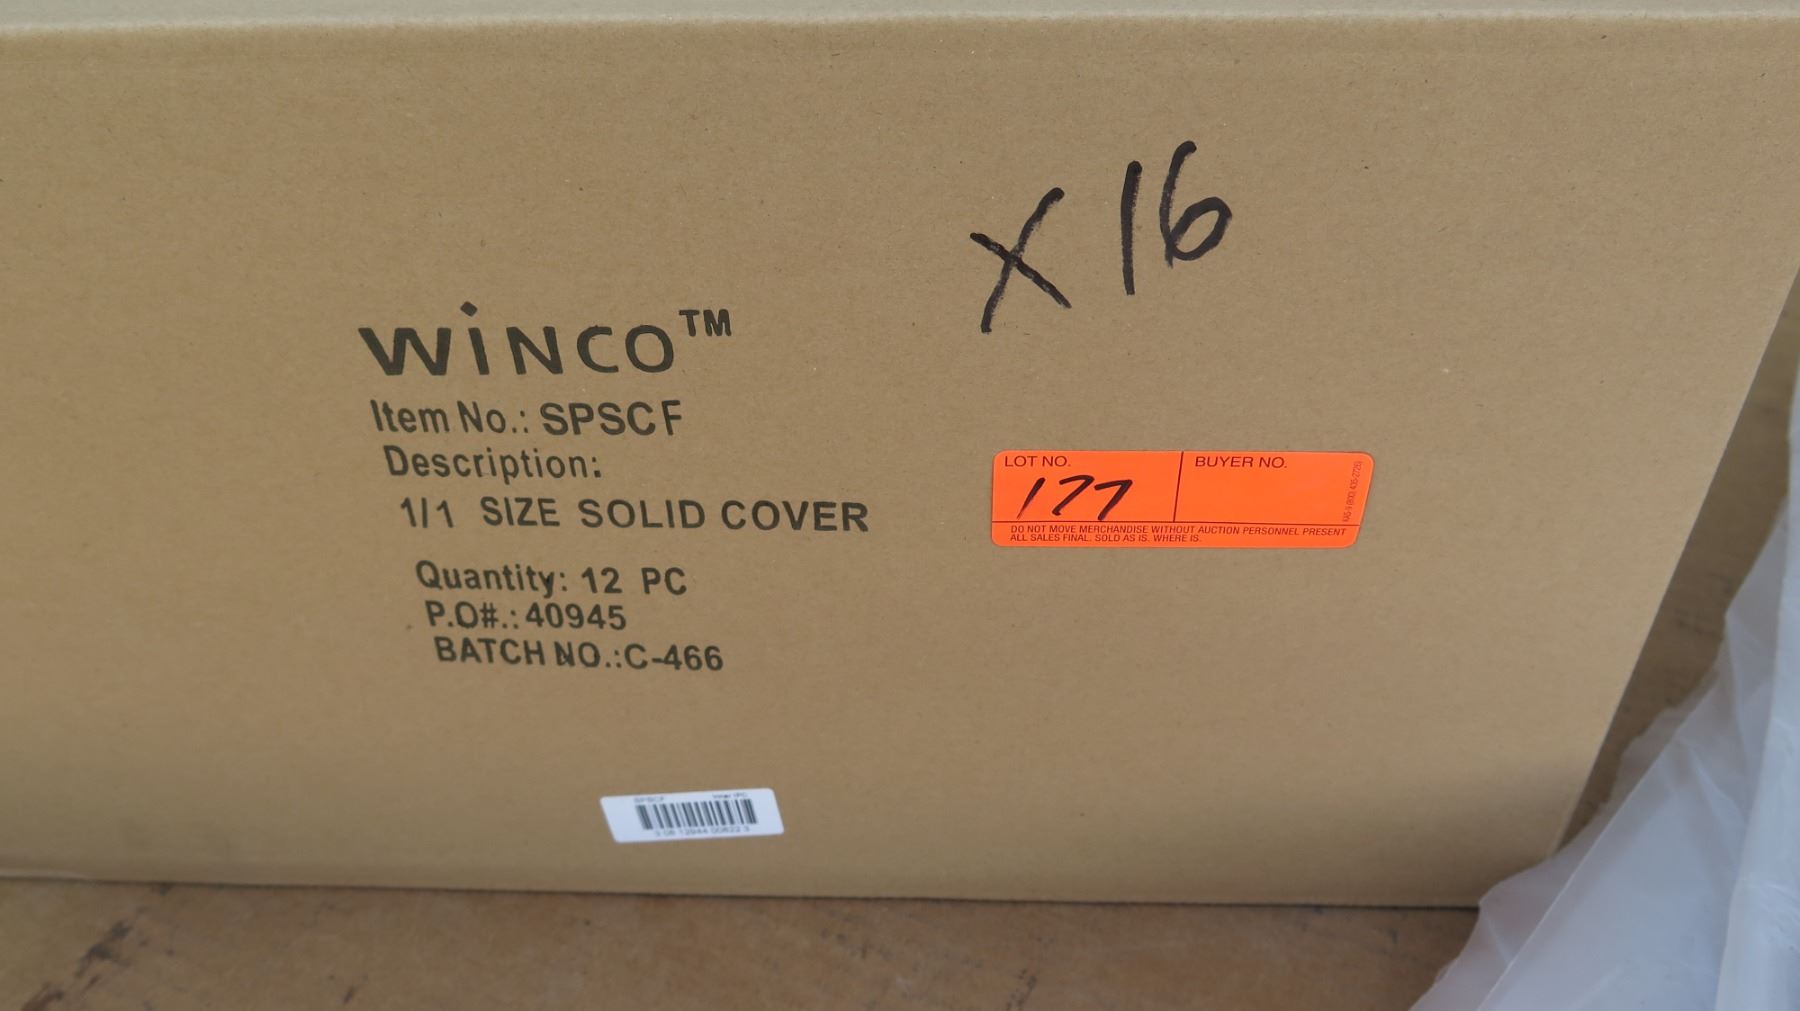 X 16
WINCO™
Item No.: SPSCF
Description:
1/1 SIZE SOLID COVER
Quantity: 12 PC
P.O#.: 40945
BATCH NO.:C-466
LOT NO.
177
BUYER NO.
DO NOT MOVE MERCHANDISE WITHOUT AUCTION PERSONNEL PRESENT
ALL SALES FINAL. SOLD AS IS. WHERE IS.
SPSCF